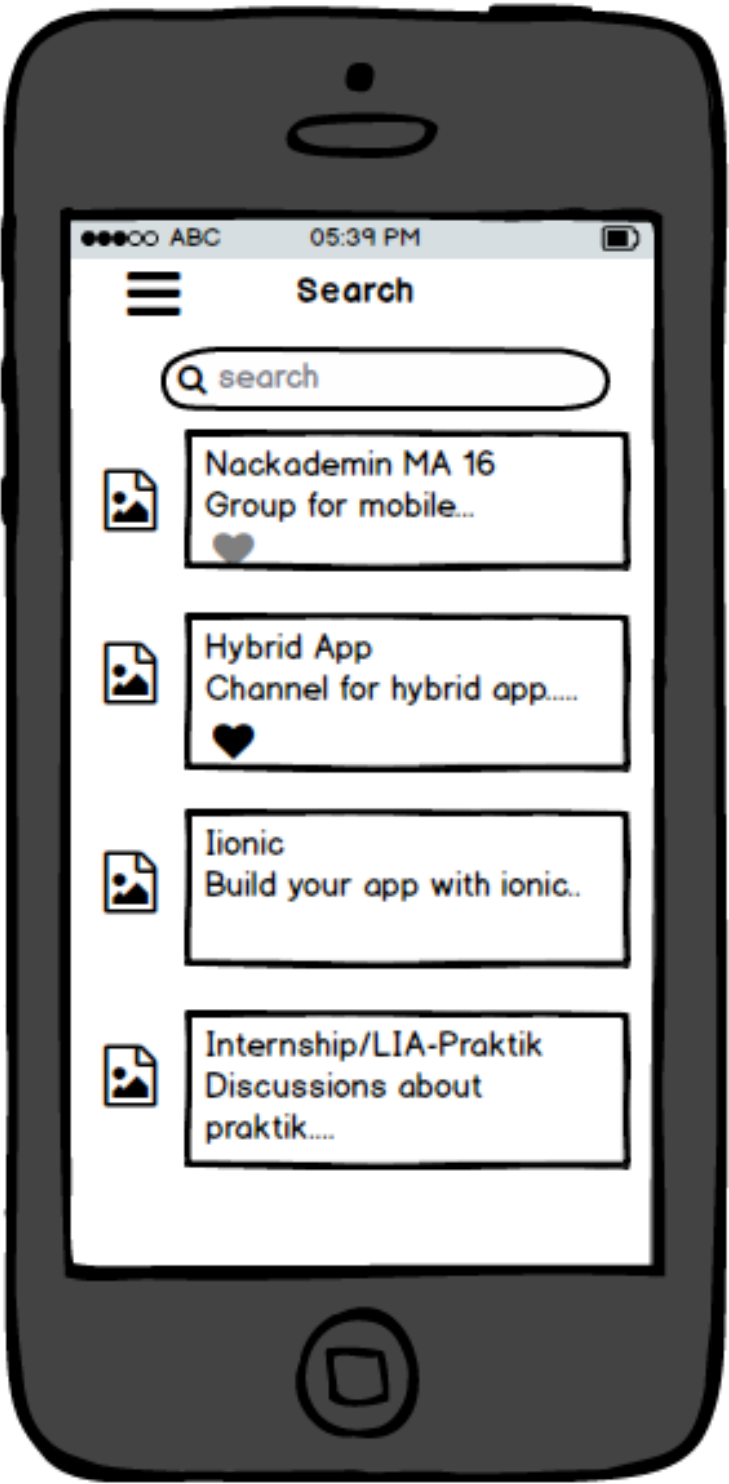 ABC 05:39 PM
Search
search
Nackademin MA 16
Group for mobile...
Hybrid App
Channel for hybrid app.....
Iionic
Build your app with ionic..
Internship/LIA-Praktik
Discussions about
praktik....